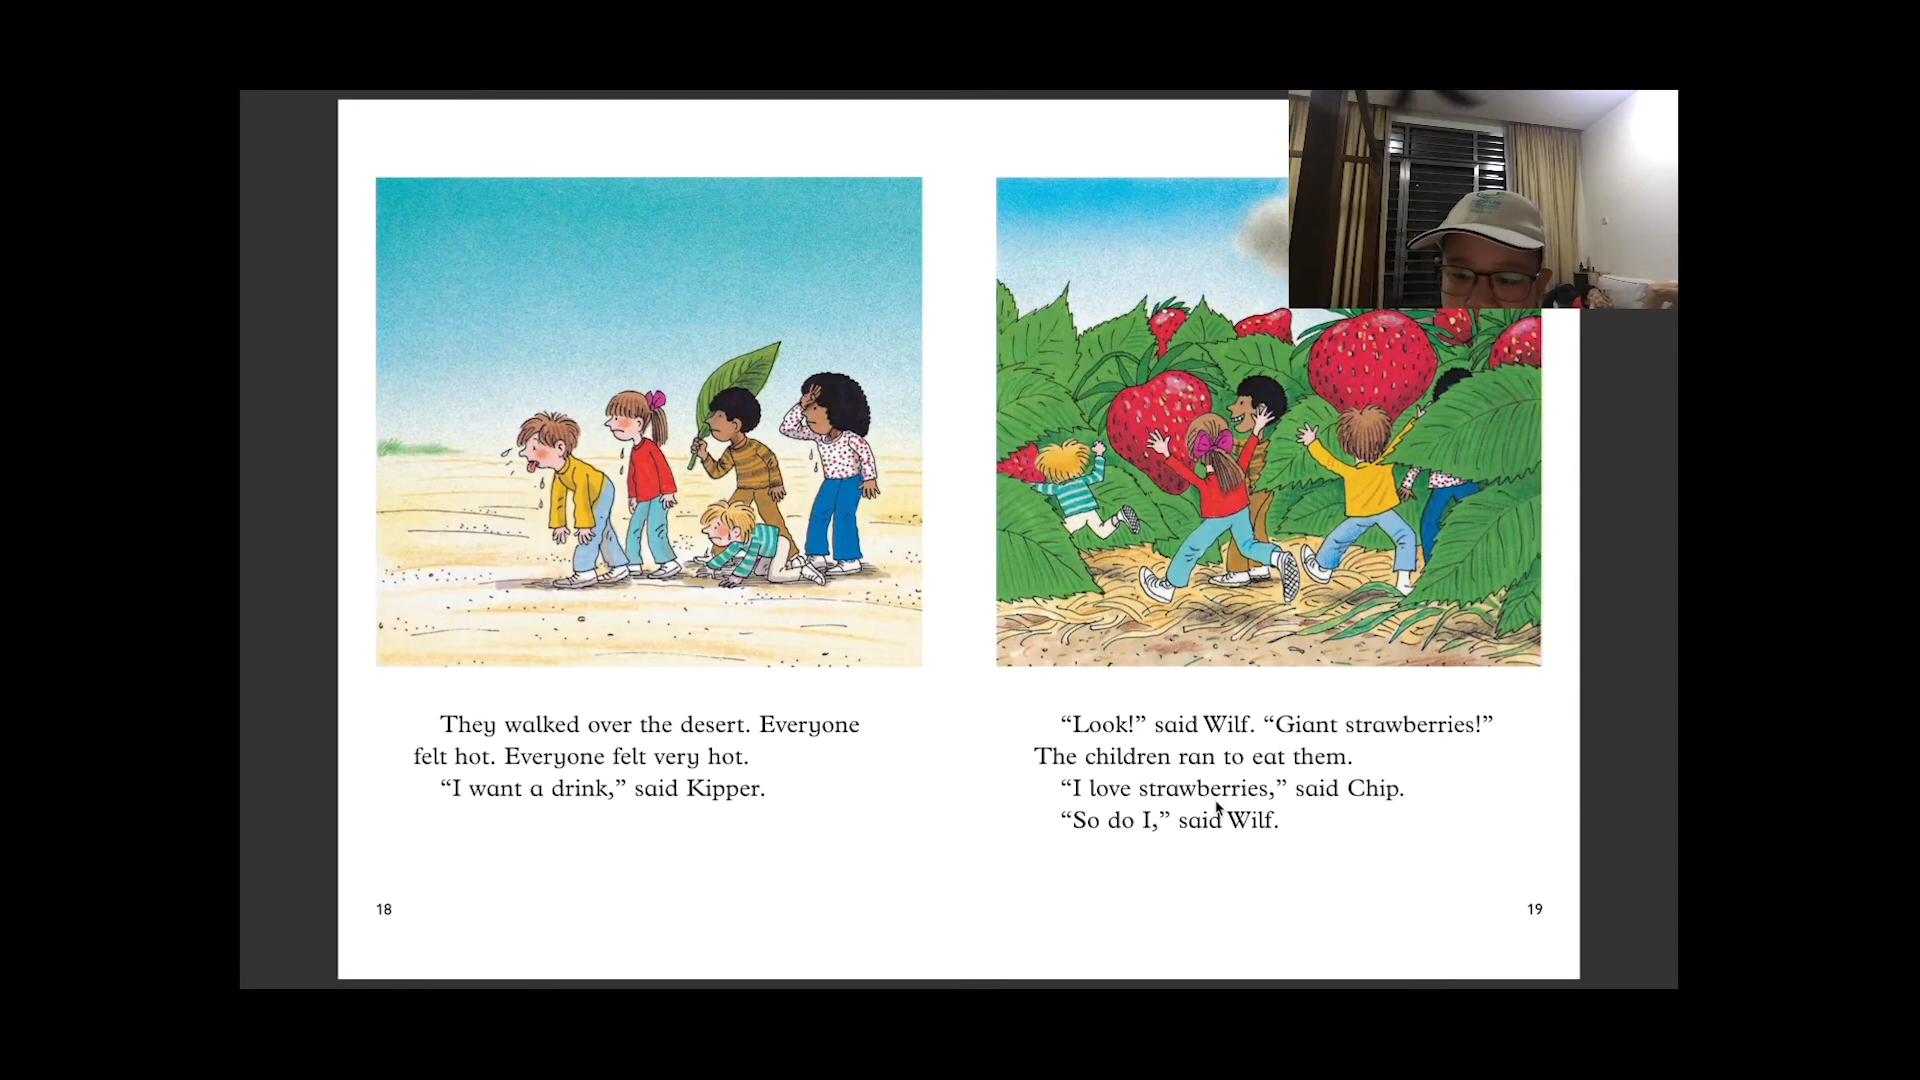 They walked over the desert. Everyone
felt hot. Everyone felt very hot.
“I want a drink,” said Kipper.
18
“Look!” said Wilf. “Giant strawberries!”
The children ran to eat them.
“I love strawberries,” said Chip.
“So do I,” said Wilf.
19